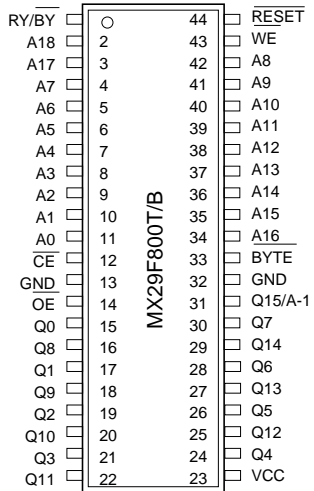 RY/BY 44 RESET
A18 2 43 WE
A17 3 42 A8
A7 4 41 A9
A6 5 40 A10
A5 6 39 A11
A4 7 38 A12
A3 8 37 A13
A2 9 36 A14
A1 10 35 A15
A0 11 34 A16
CE 12 33 BYTE
GND 13 32 GND
OE 14 31 Q15/A-1
Q0 15 30 Q7
Q8 16 29 Q14
Q1 17 28 Q6
Q9 18 27 Q13
Q2 19 26 Q5
Q10 20 25 Q12
Q3 21 24 Q4
Q11 22 23 VCC
MX29F800T/B